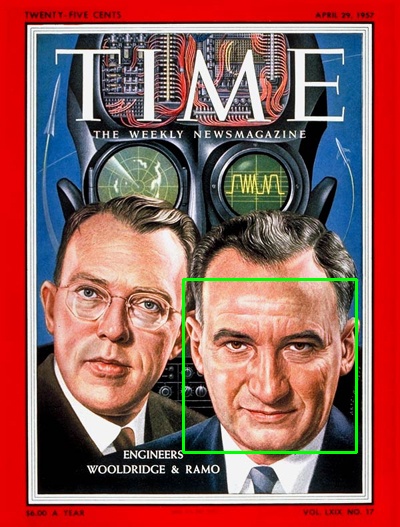 TWENTY-FIVE CENTS
APRIL 29, 1957
TIME
THE WEEKLY NEWSMAGAZINE
ENGINEERS
WOOLDRIDGE & RAMO
$6.00 A YEAR
VOL. LXIX NO. 17